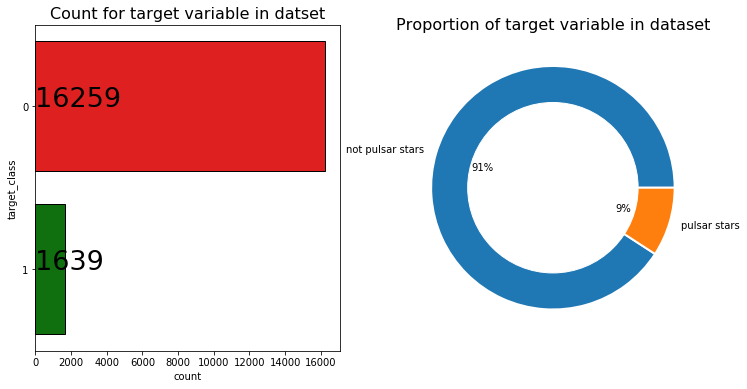 Count for target variable in datset
target_class
0
16259
1
1639
0 2000 4000 6000 8000 10000 12000 14000 16000
count
Proportion of target variable in dataset
not pulsar stars
91%
9%
pulsar stars